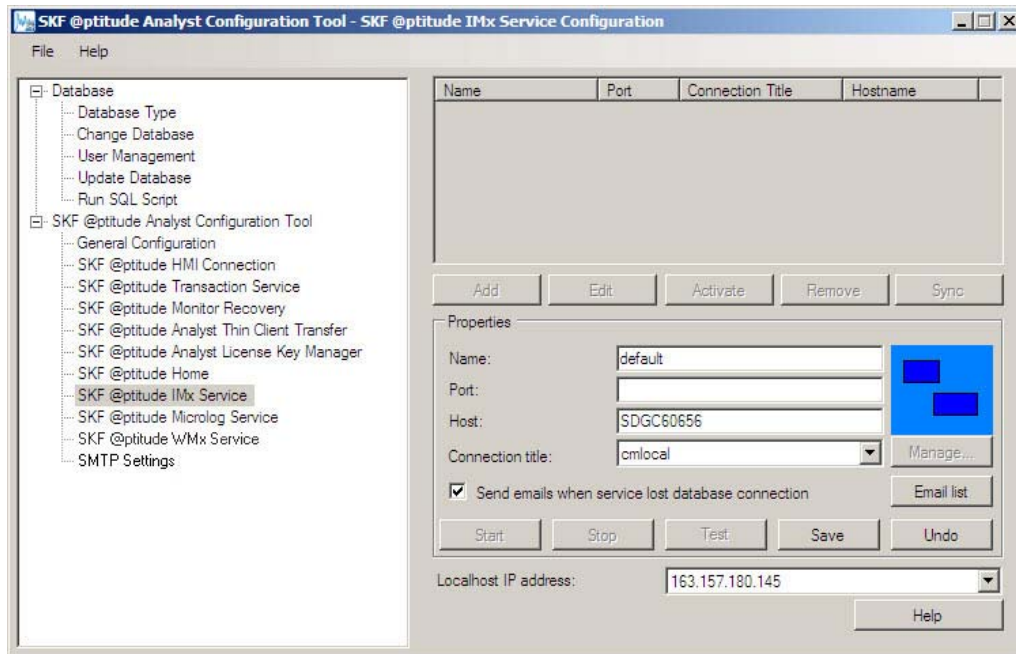 SKF @ptitude Analyst Configuration Tool - SKF @ptitude IMx Service Configuration
File Help
Database
Database Type
Change Database
User Management
Update Database
Run SQL Script
SKF @ptitude Analyst Configuration Tool
General Configuration
SKF @ptitude HMI Connection
SKF @ptitude Transaction Service
SKF @ptitude Monitor Recovery
SKF @ptitude Analyst Thin Client Transfer
SKF @ptitude Analyst License Key Manager
SKF @ptitude Home
SKF @ptitude IMx Service
SKF @ptitude Microlog Service
SKF @ptitude WMx Service
SMTP Settings
Name Port Connection Title Hostname
Add Edit Activate Remove Sync
Properties
Name: default
Port:
Host: SDGC60656
Connection title: cmlocal Manage...
Send emails when service lost database connection Email list
Start Stop Test Save Undo
Localhost IP address: 163.157.180.145
Help